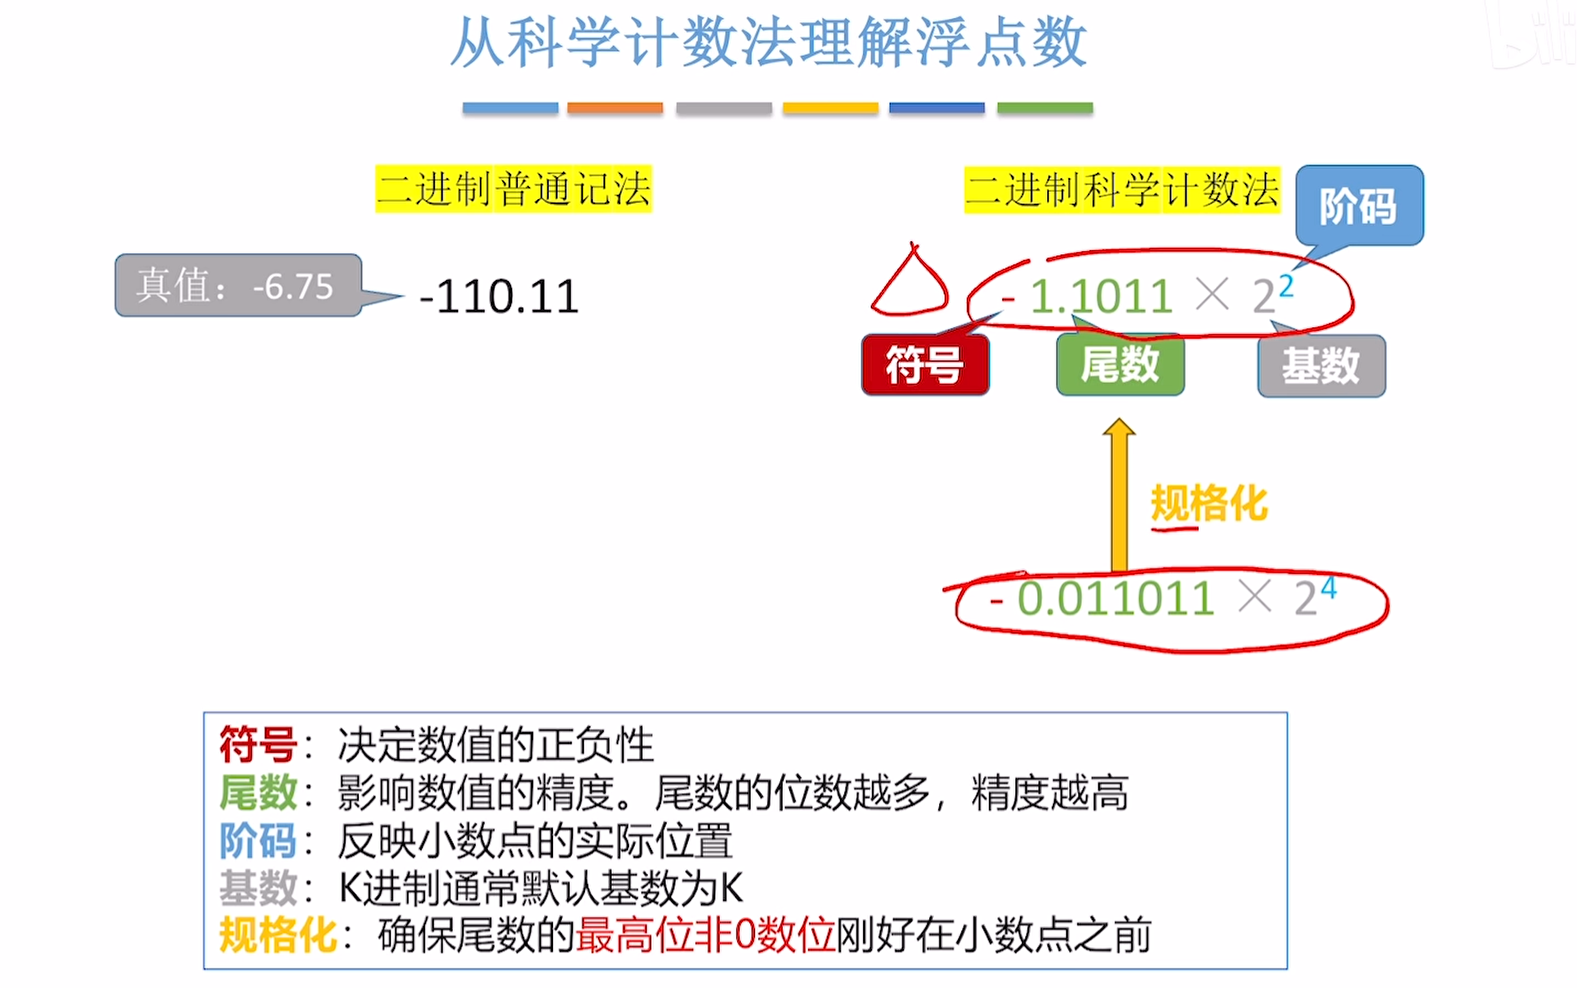 从科学计数法理解浮点数
二进制普通记法
二进制科学计数法
阶码
真值：-6.75
-110.11
- 1.1011 × 2²
符号
尾数
基数
规格化
- 0.011011 × 2⁴
符号：决定数值的正负性
尾数：影响数值的精度。尾数的位数越多，精度越高
阶码：反映小数点的实际位置
基数：K进制通常默认基数为K
规格化：确保尾数的最高位非0数位刚好在小数点之前